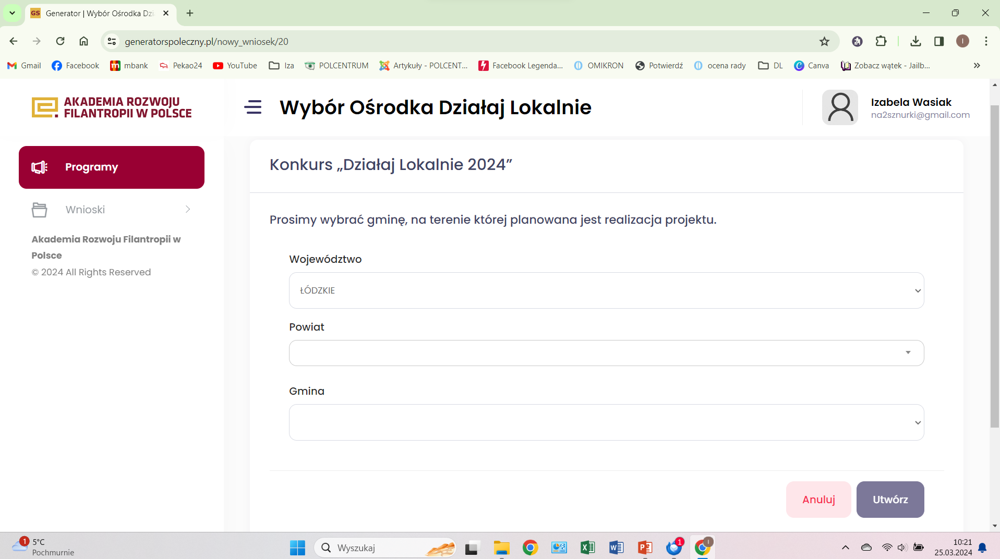 GS Generator | Wybór Ośrodka Dzi
generatorspoleczny.pl/nowy_wniosek/20
I
Gmail Facebook mbank Pekao24 YouTube Iza POLCENTRUM Artykuły - POLCENT... Facebook Legenda... OMIKRON Potwierdź ocena rady DL Canva Zobacz wątek - Jailb...
AKADEMIA ROZWOJU
FILANTROPII W POLSCE
Wybór Ośrodka Działaj Lokalnie
Izabela Wasiak
na2sznurki@gmail.com
Programy
Wnioski
Akademia Rozwoju Filantropii w
Polsce
© 2024 All Rights Reserved
Konkurs „Działaj Lokalnie 2024”
Prosimy wybrać gminę, na terenie której planowana jest realizacja projektu.
Województwo
ŁÓDZKIE
Powiat
Gmina
Anuluj Utwórz
1 5°C
Pochmurnie
Wyszukaj
1
I
10:21
25.03.2024